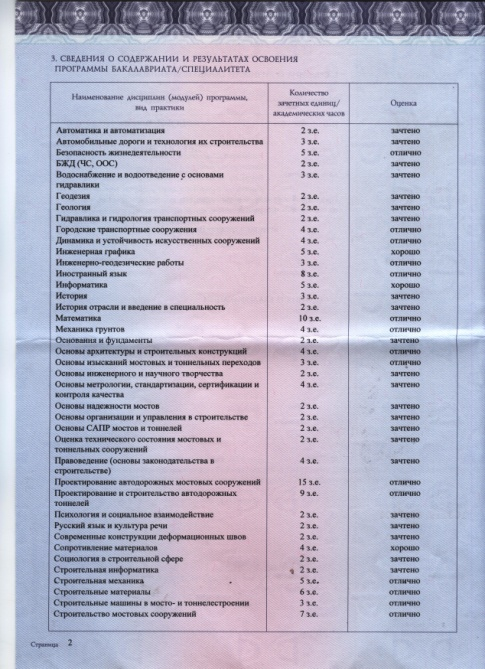 3. СВЕДЕНИЯ О СОДЕРЖАНИИ И РЕЗУЛЬТАТАХ ОСВОЕНИЯ
ПРОГРАММЫ БАКАЛАВРИАТА/СПЕЦИАЛИТЕТА
Наименование дисциплин (модулей) программы,
вид практики
Количество
зачетных единиц/
академических часов
Оценка
Автоматика и автоматизация 2 з.е. зачтено
Автомобильные дороги и технология их строительства 3 з.е. зачтено
Безопасность жизнедеятельности 5 з.е. отлично
БЖД (ЧС, ООС) 2 з.е. зачтено
Водоснабжение и водоотведение с основами 3 з.е. зачтено
гидравлики
Геодезия 2 з.е. зачтено
Геология 2 з.е. зачтено
Гидравлика и гидрология транспортных сооружений 2 з.е. зачтено
Городские транспортные сооружения 4 з.е. отлично
Динамика и устойчивость искусственных сооружений 4 з.е. отлично
Инженерная графика 5 з.е. хорошо
Инженерно-геодезические работы 3 з.е. отлично
Иностранный язык 8 з.е. отлично
Информатика 5 з.е. хорошо
История 3 з.е. зачтено
История отрасли и введение в специальность 2 з.е. зачтено
Математика 10 з.е. отлично
Механика грунтов 4 з.е. отлично
Основания и фундаменты 2 з.е. зачтено
Основы архитектуры и строительных конструкций 4 з.е. отлично
Основы изысканий мостовых и тоннельных переходов 3 з.е. отлично
Основы инженерного и научного творчества 2 з.е. зачтено
Основы метрологии, стандартизации, сертификации и 4 з.е. зачтено
контроля качества
Основы надежности мостов 2 з.е. зачтено
Основы организации и управления в строительстве 2 з.е. зачтено
Основы САПР мостов и тоннелей 2 з.е. зачтено
Оценка технического состояния мостовых и 2 з.е. зачтено
тоннельных сооружений
Правоведение (основы законодательства в 4 з.е. зачтено
строительстве)
Проектирование автодорожных мостовых сооружений 15 з.е. отлично
Проектирование и строительство автодорожных 9 з.е. отлично
тоннелей
Психология и социальное взаимодействие 2 з.е. зачтено
Русский язык и культура речи 2 з.е. зачтено
Современные конструкции деформационных швов 2 з.е. зачтено
Сопротивление материалов 4 з.е. хорошо
Социология в строительной сфере 2 з.е. зачтено
Строительная информатика 2 з.е. зачтено
Строительная механика 5 з.е. отлично
Строительные материалы 6 з.е. отлично
Строительные машины в мосто- и тоннелестроении 3 з.е. отлично
Строительство мостовых сооружений 7 з.е. отлично
Страница 2